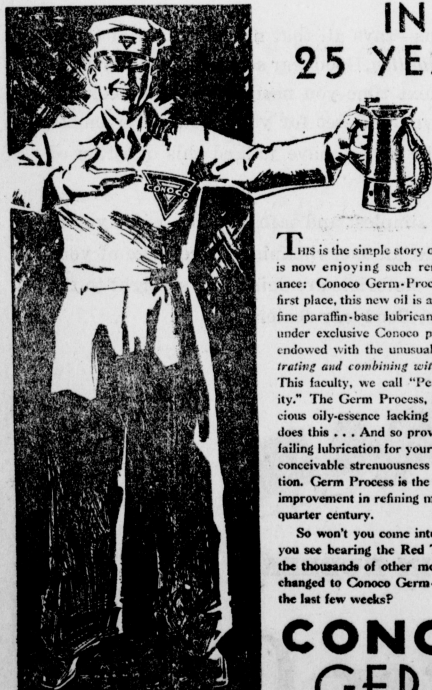 IN
25 YE
CONOCO
THIS is the simple story o
is now enjoying such re
ance: Conoco Germ-Proc
first place, this new oil is a
fine paraffin-base lubrican
under exclusive Conoco p
endowed with the unusual
trating and combining wit
This faculty, we call "Pe
ity." The Germ Process,
cious oily-essence lacking
does this . . . And so prov
failing lubrication for your
conceivable strenuousness
tion. Germ Process is the
improvement in refining m
quarter century.
So won't you come int
you see bearing the Red T
the thousands of other mo
changed to Conoco Germ-
the last few weeks?
CONO
GER